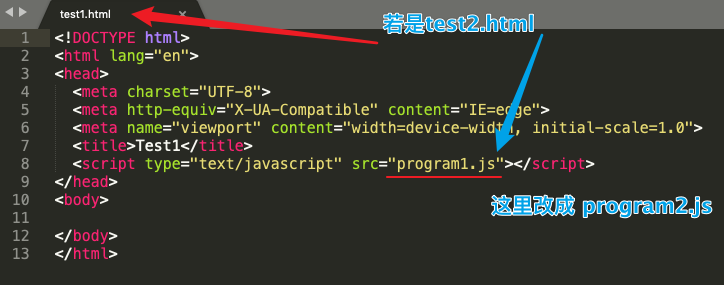 test1.html ×
若是test2.html
1 <!DOCTYPE html>
2 <html lang="en">
3 <head>
4 <meta charset="UTF-8">
5 <meta http-equiv="X-UA-Compatible" content="IE=edge">
6 <meta name="viewport" content="width=device-width, initial-scale=1.0">
7 <title>Test1</title>
8 <script type="text/javascript" src="program1.js"></script>
9 </head>
10 <body>
这里改成 program2.js
11
12 </body>
13 </html>